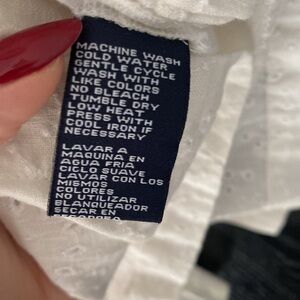 MACHINE WASH
COLD WATER
GENTLE CYCLE
WASH WITH
LIKE COLORS
NO BLEACH
TUMBLE DRY
LOW HEAT
PRESS WITH
COOL IRON IF
NECESSARY
LAVAR A
MAQUINA EN
AGUA FRIA
CICLO SUAVE
LAVAR CON LOS
MISMOS
COLORES
NO UTILIZAR
BLANQUEADOR
SECAR EN